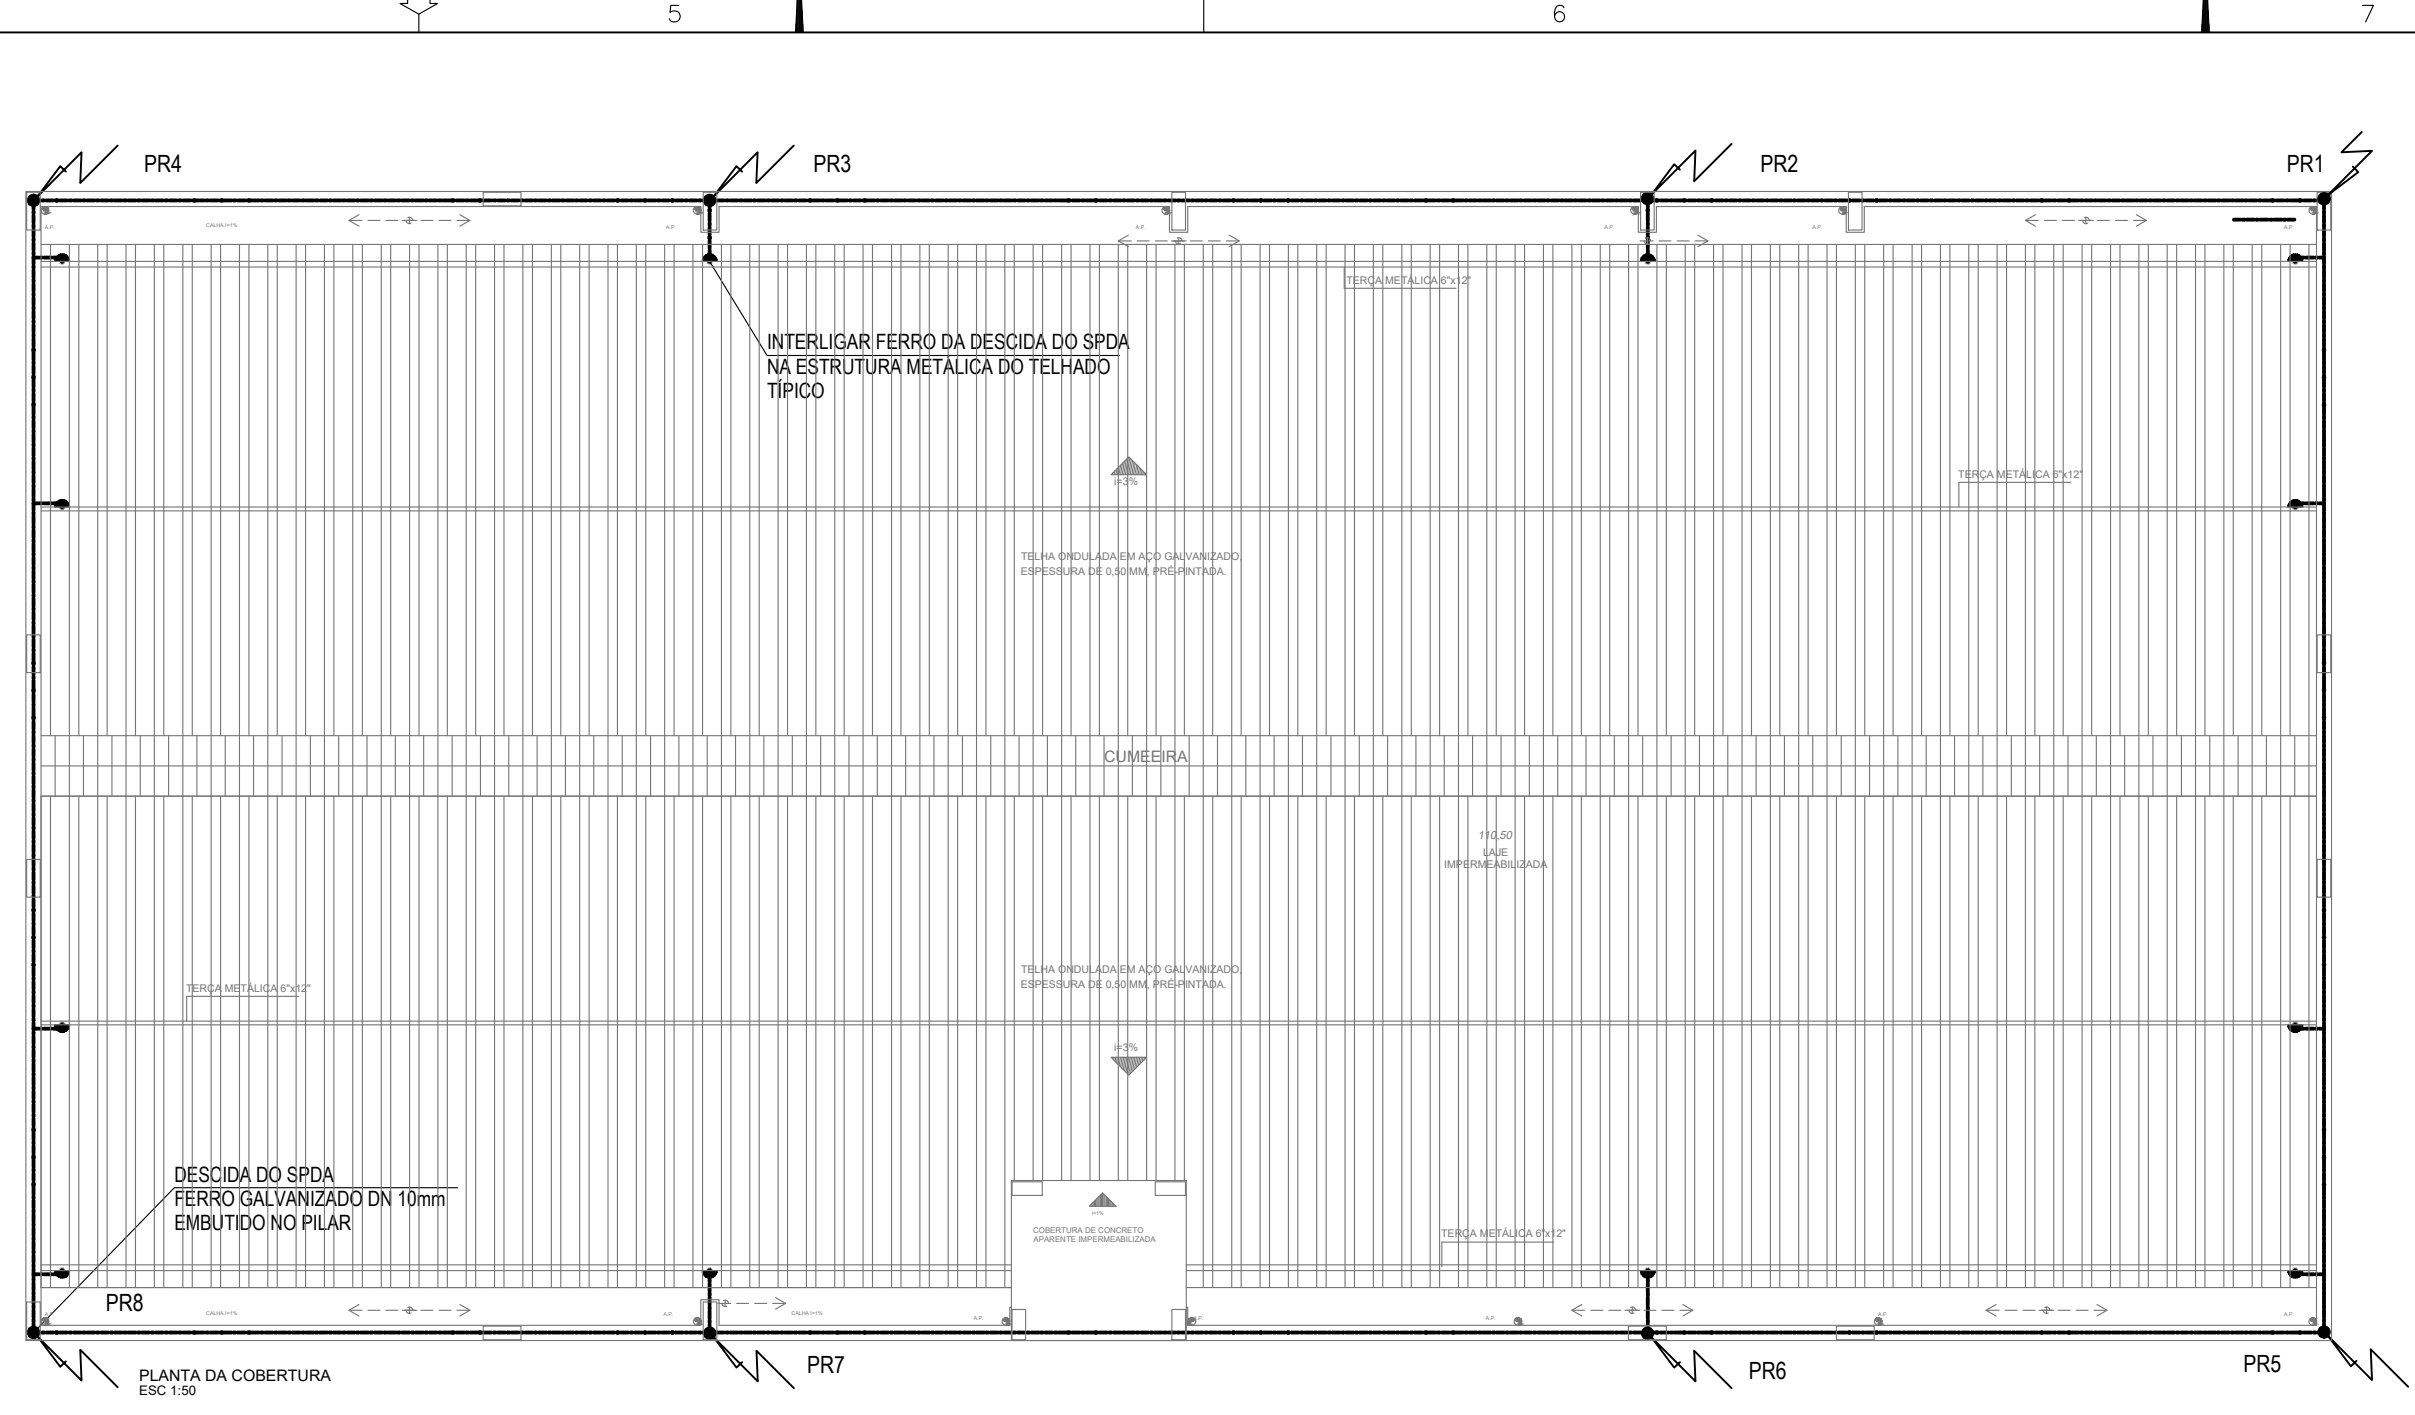 5
6
7
PR4
PR3
PR2
PR1
A.P.
CALHA i=1%
A.P.
A.P.
A.P.
A.P.
A.P.
TERÇA METÁLICA 6"x12"
INTERLIGAR FERRO DA DESCIDA DO SPDA
NA ESTRUTURA METÁLICA DO TELHADO
TÍPICO
i=3%
TERÇA METÁLICA 6"x12"
TELHA ONDULADA EM AÇO GALVANIZADO,
ESPESSURA DE 0,50 MM, PRÉ-PINTADA.
CUMEEIRA
110,50
LAJE
IMPERMEABILIZADA
TELHA ONDULADA EM AÇO GALVANIZADO,
ESPESSURA DE 0,50 MM, PRÉ-PINTADA.
TERÇA METÁLICA 6"x12"
i=3%
DESCIDA DO SPDA
FERRO GALVANIZADO DN 10mm
EMBUTIDO NO PILAR
i=1%
COBERTURA DE CONCRETO
APARENTE IMPERMEABILIZADA
TERÇA METÁLICA 6"x12"
PR8
A.P.
CALHA i=1%
A.P.
CALHA i=1%
A.P.
A.P.
A.P.
A.P.
A.P.
PR7
PR6
PR5
PLANTA DA COBERTURA
ESC 1:50